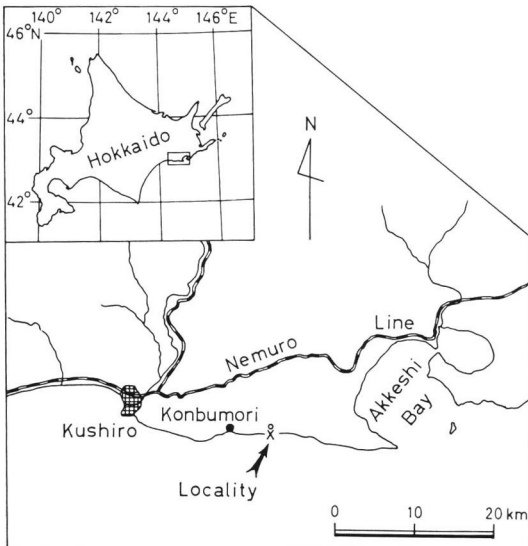 140° 142° 144° 146°E
46°N
44°
Hokkaido
42°
N
Line
Nemuro
Akkeshi
Bay
Konbumori
Kushiro
X
Locality
0 10 20 km